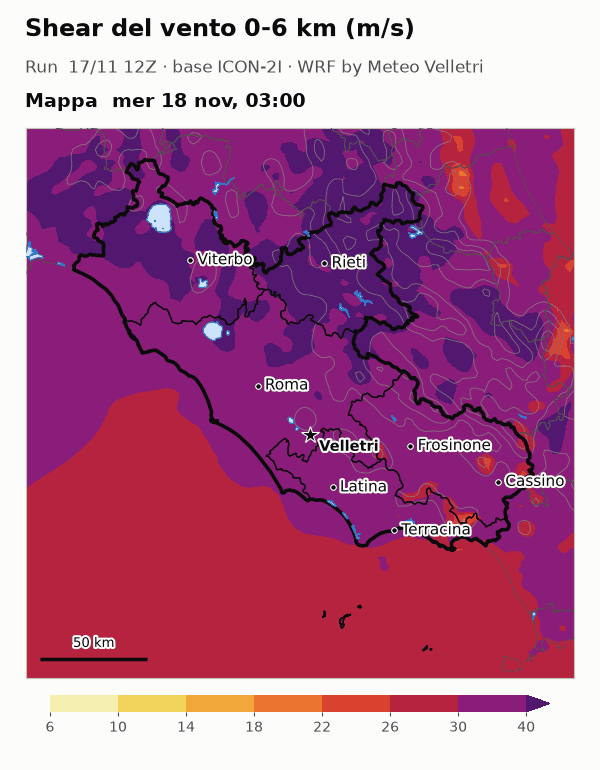 Shear del vento 0-6 km (m/s)
Run  17/11 12Z · base ICON-2I · WRF by Meteo Velletri
Mappa  mer 18 nov, 03:00
Viterbo
Rieti
Roma
Velletri
Frosinone
Latina
Cassino
Terracina
50 km
6 10 14 18 22 26 30 40